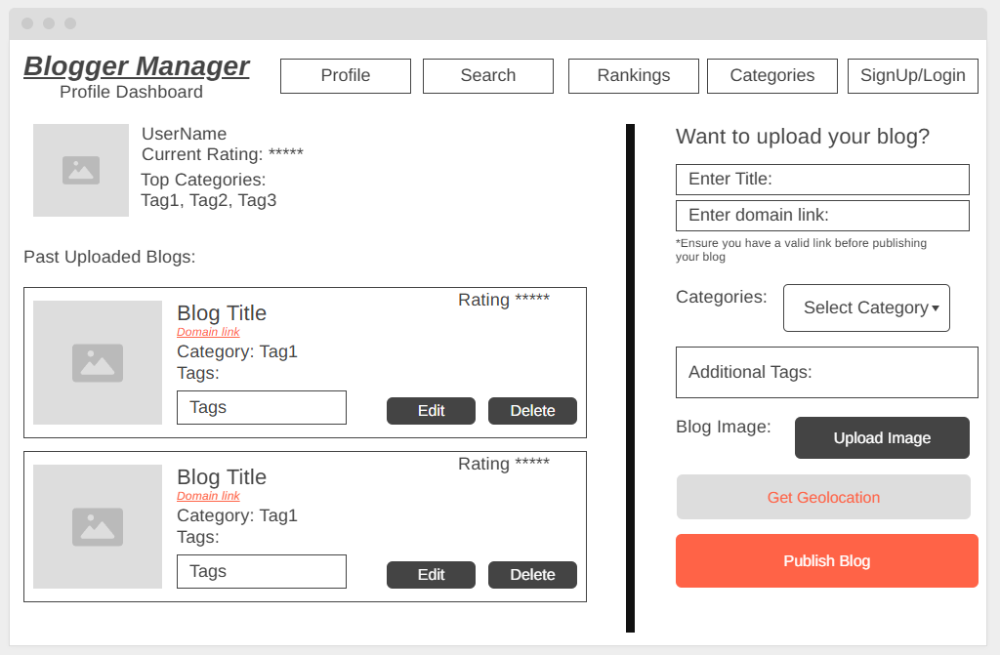 Blogger Manager
Profile Dashboard
Profile
Search
Rankings
Categories
SignUp/Login
UserName
Current Rating: *****
Top Categories:
Tag1, Tag2, Tag3
Past Uploaded Blogs:
Rating *****
Blog Title
Domain link
Category: Tag1
Tags:
Tags
Edit
Delete
Rating *****
Blog Title
Domain link
Category: Tag1
Tags:
Tags
Edit
Delete
Want to upload your blog?
Enter Title:
Enter domain link:
*Ensure you have a valid link before publishing
your blog
Categories:
Select Category
Additional Tags:
Blog Image:
Upload Image
Get Geolocation
Publish Blog